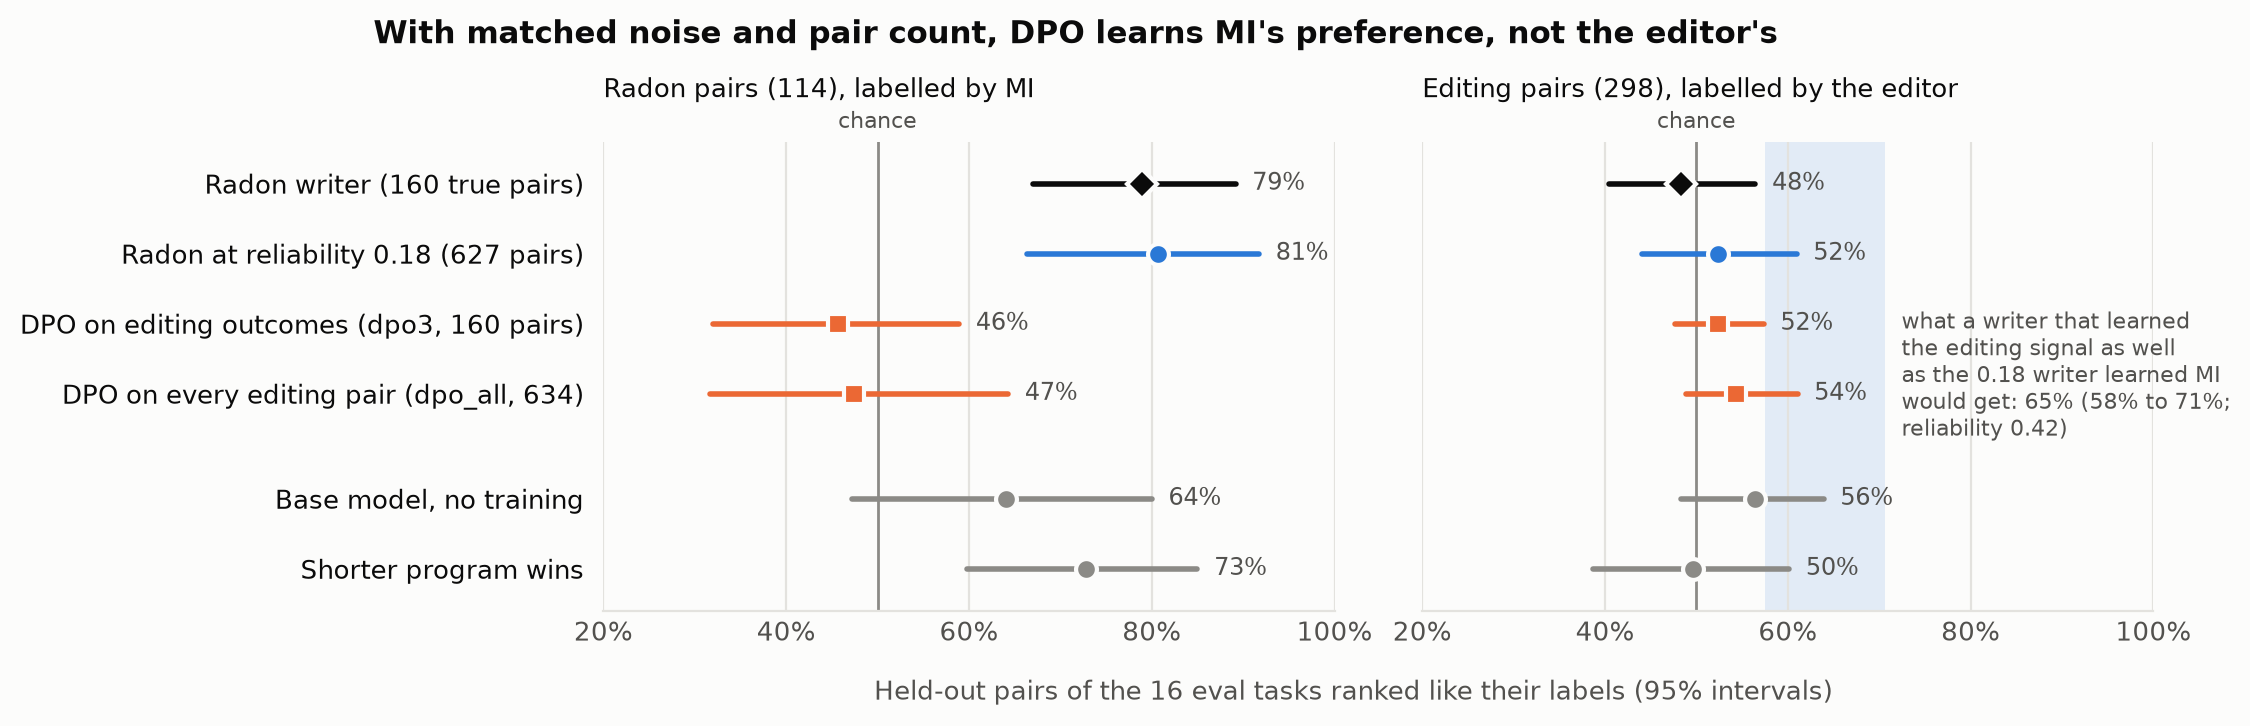 With matched noise and pair count, DPO learns MI's preference, not the editor's
Radon pairs (114), labelled by MI
Editing pairs (298), labelled by the editor
chance
chance
Radon writer (160 true pairs)
79%
48%
Radon at reliability 0.18 (627 pairs)
81%
52%
DPO on editing outcomes (dpo3, 160 pairs)
46%
52%
DPO on every editing pair (dpo_all, 634)
47%
54%
what a writer that learned
the editing signal as well
as the 0.18 writer learned MI
would get: 65% (58% to 71%;
reliability 0.42)
Base model, no training
64%
56%
Shorter program wins
73%
50%
20% 40% 60% 80% 100%
20% 40% 60% 80% 100%
Held-out pairs of the 16 eval tasks ranked like their labels (95% intervals)